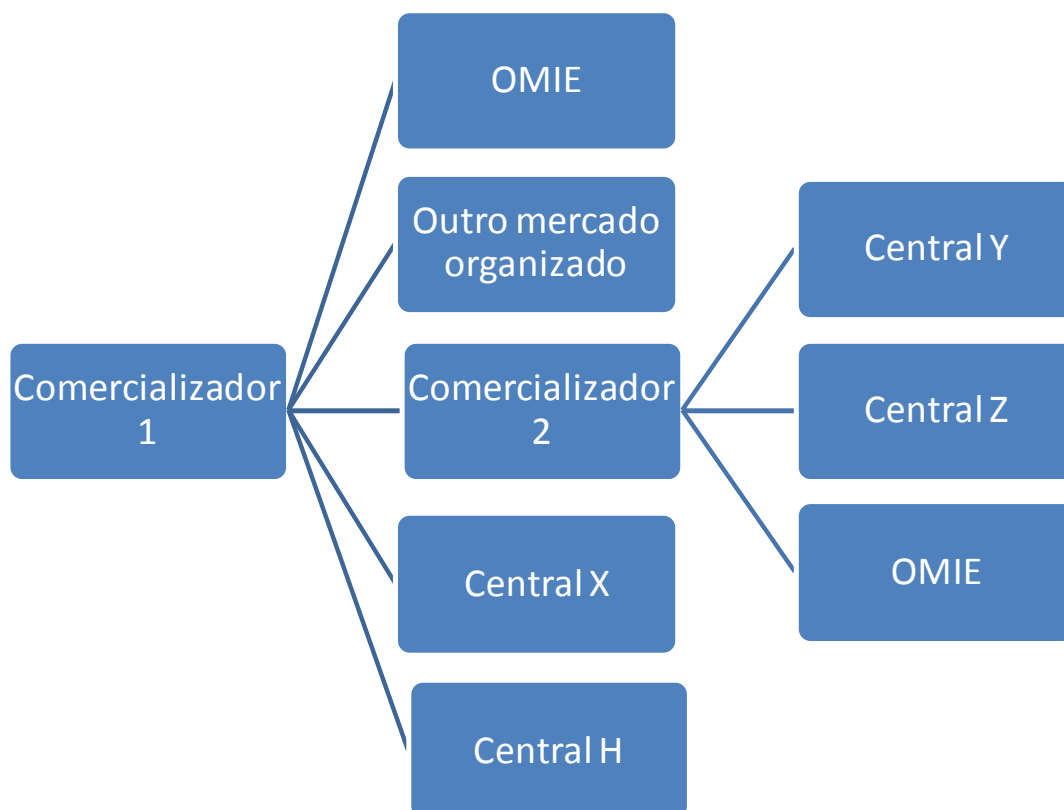 OMIE
Outro mercado
organizado
Comercializador
1
Comercializador
2
Central X
Central H
Central Y
Central Z
OMIE